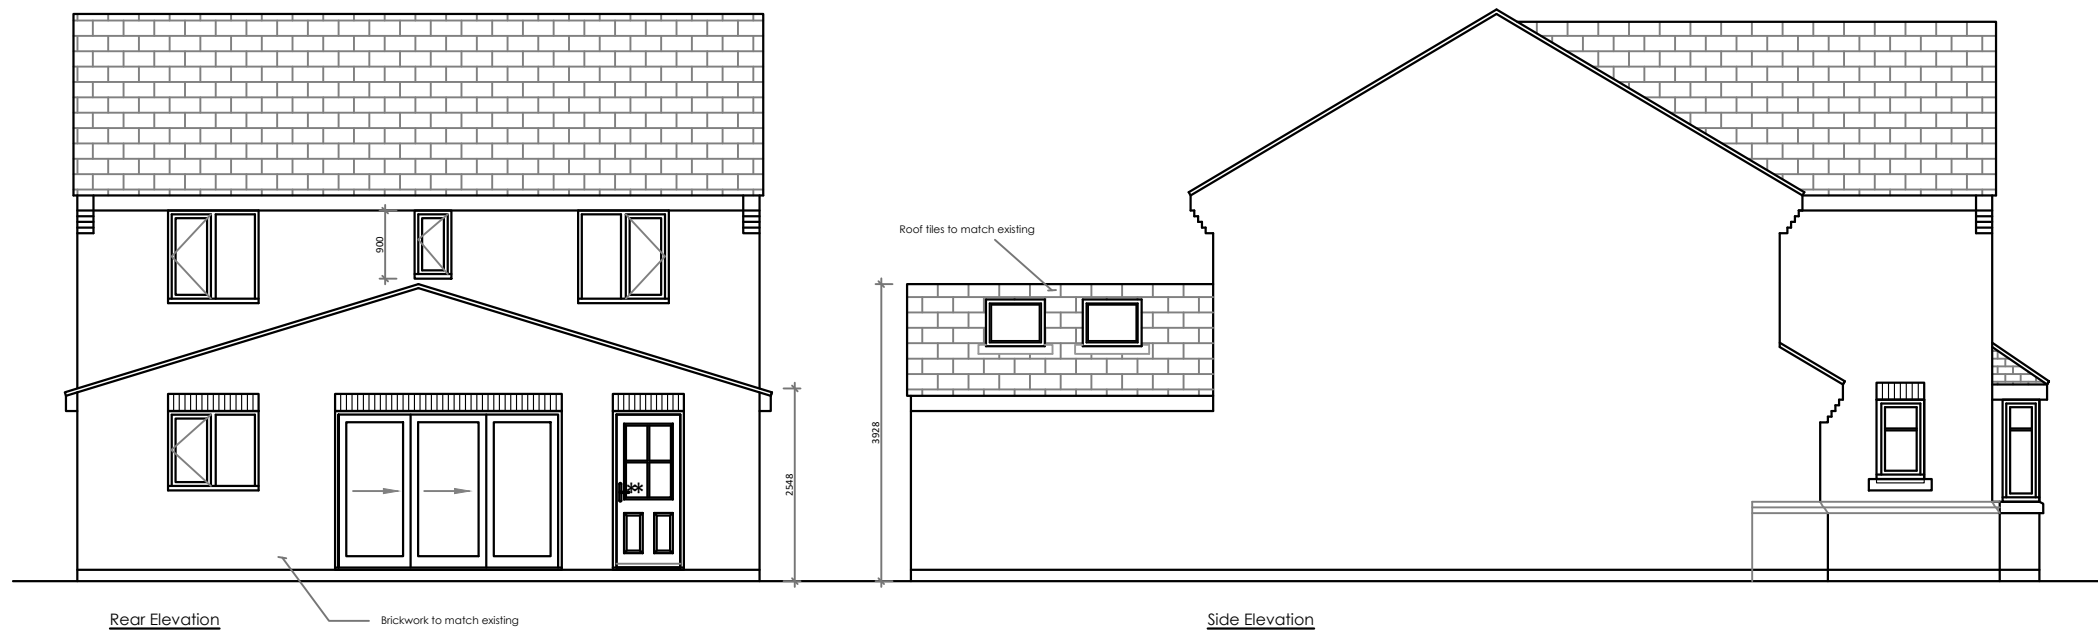 900
2548
Rear Elevation
Brickwork to match existing
Roof tiles to match existing
3928
Side Elevation